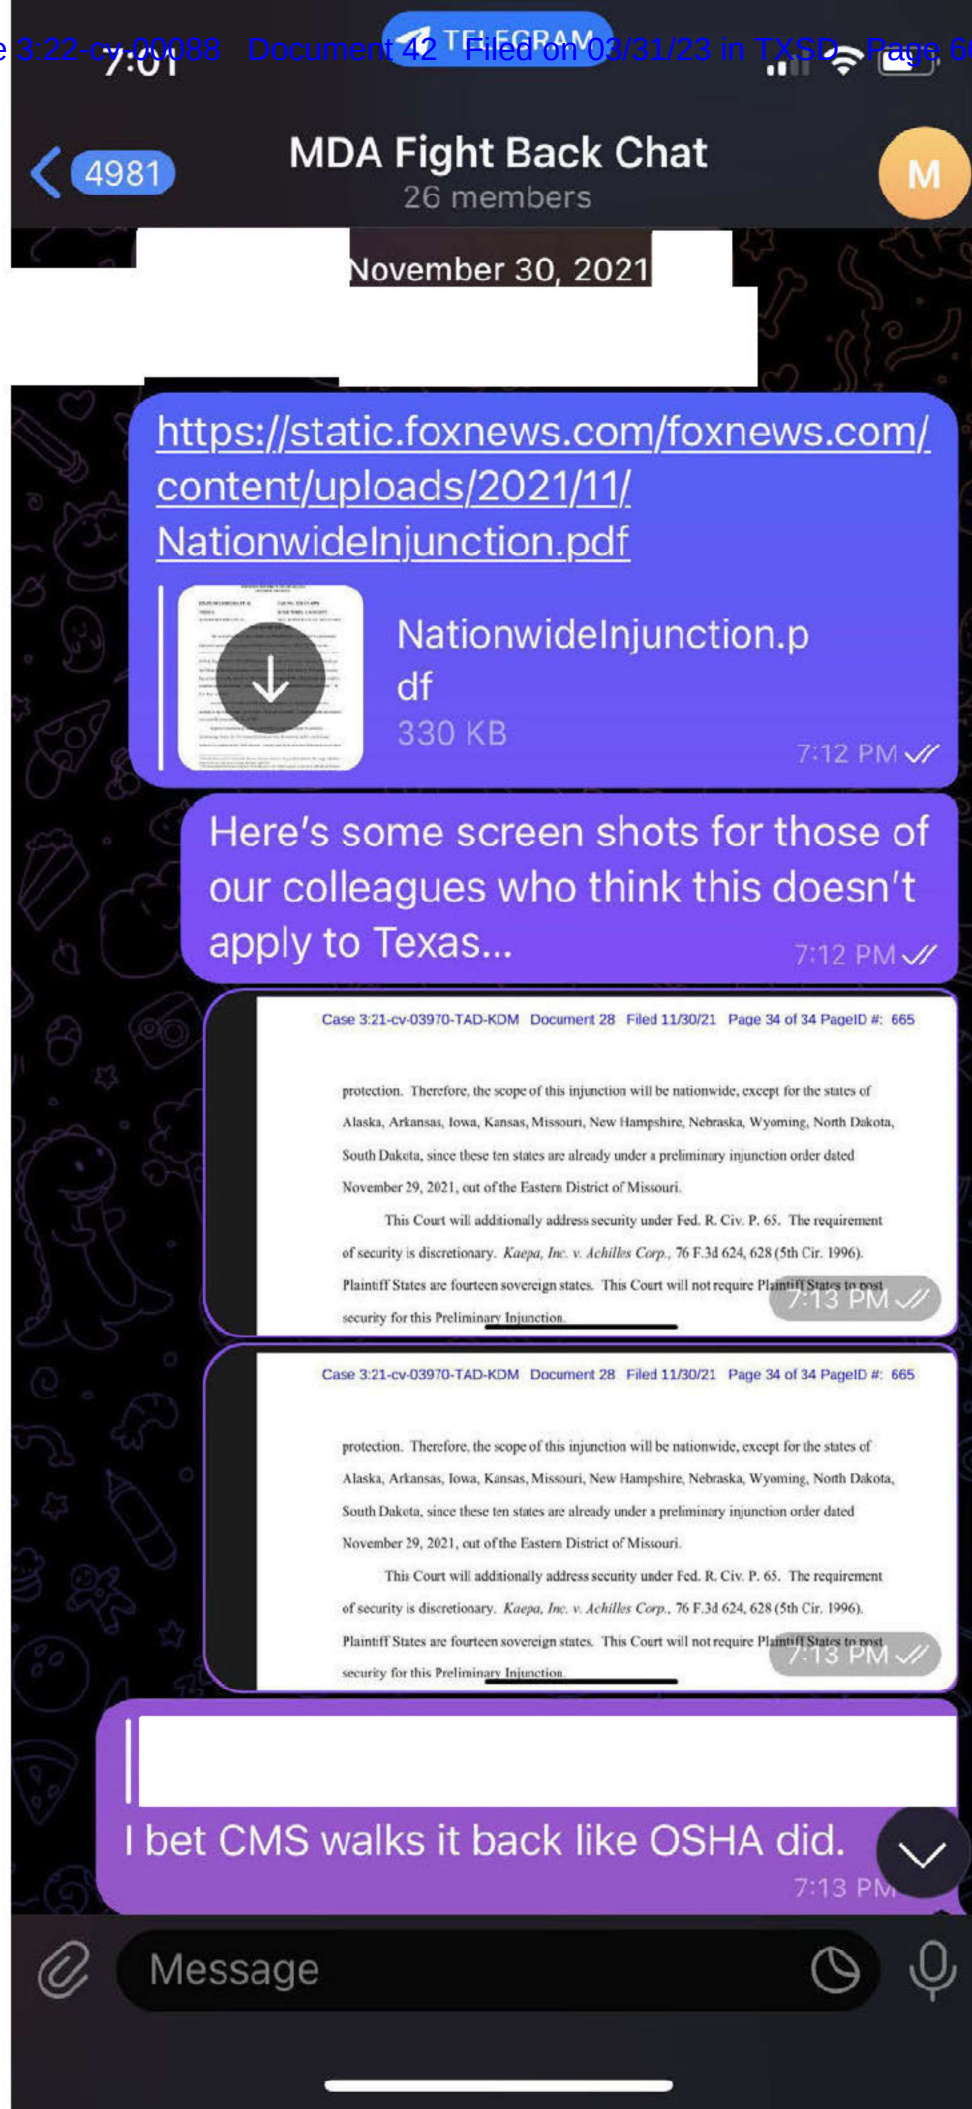 e 3:22-cv-00088 Document 42 Filed on 03/31/23 in TXSD Page 6
7:01
TELEGRAM
4981
MDA Fight Back Chat
26 members
M
November 30, 2021
https://static.foxnews.com/foxnews.com/
content/uploads/2021/11/
NationwideInjunction.pdf
NationwideInjunction.p
df
330 KB
7:12 PM
Here’s some screen shots for those of
our colleagues who think this doesn’t
apply to Texas...
7:12 PM
Case 3:21-cv-03970-TAD-KDM Document 28 Filed 11/30/21 Page 34 of 34 PageID #: 665
protection. Therefore, the scope of this injunction will be nationwide, except for the states of
Alaska, Arkansas, Iowa, Kansas, Missouri, New Hampshire, Nebraska, Wyoming, North Dakota,
South Dakota, since these ten states are already under a preliminary injunction order dated
November 29, 2021, out of the Eastern District of Missouri.
This Court will additionally address security under Fed. R. Civ. P. 65. The requirement
of security is discretionary. Kaepa, Inc. v. Achilles Corp., 76 F.3d 624, 628 (5th Cir. 1996).
Plaintiff States are fourteen sovereign states. This Court will not require Plaintiff States to post
7:13 PM
security for this Preliminary Injunction.
Case 3:21-cv-03970-TAD-KDM Document 28 Filed 11/30/21 Page 34 of 34 PageID #: 665
protection. Therefore, the scope of this injunction will be nationwide, except for the states of
Alaska, Arkansas, Iowa, Kansas, Missouri, New Hampshire, Nebraska, Wyoming, North Dakota,
South Dakota, since these ten states are already under a preliminary injunction order dated
November 29, 2021, out of the Eastern District of Missouri.
This Court will additionally address security under Fed. R. Civ. P. 65. The requirement
of security is discretionary. Kaepa, Inc. v. Achilles Corp., 76 F.3d 624, 628 (5th Cir. 1996).
Plaintiff States are fourteen sovereign states. This Court will not require Plaintiff States to post
7:13 PM
security for this Preliminary Injunction.
I bet CMS walks it back like OSHA did.
7:13 PM
Message